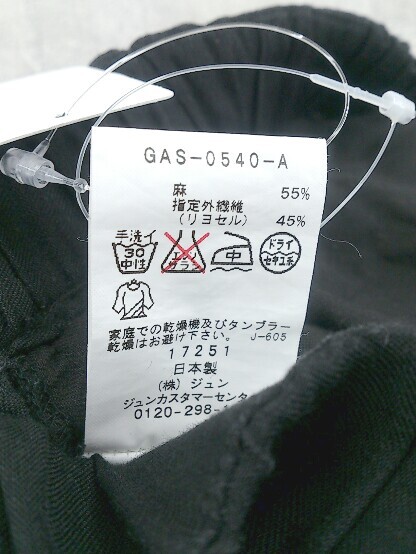 GAS-0540-A
麻 55%
指定外繊維
(リヨセル) 45%
手洗イ
30
中性
エンソ
サラシ
中
ドライ
セキユ系
家庭での乾燥機及びタンブラー
乾燥はお避け下さい。 J-605
17251
日本製
(株)ジュン
ジュンカスタマーセンター
0120-298-